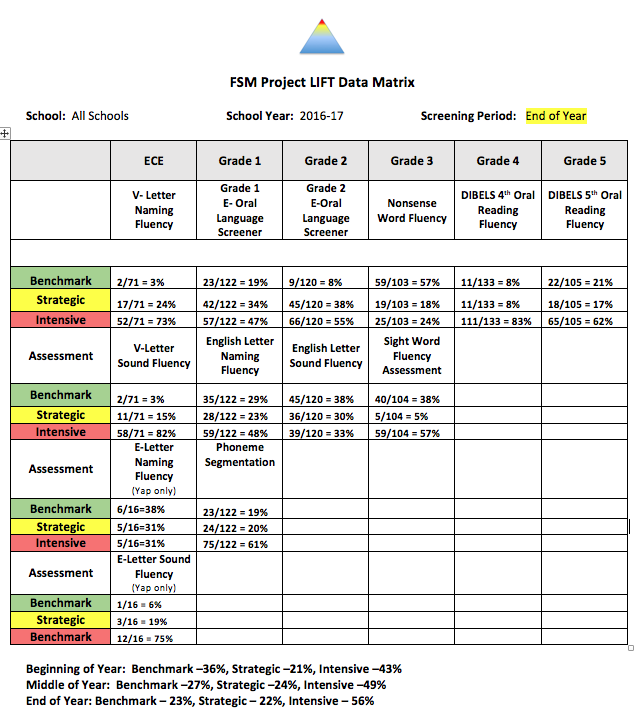 FSM Project LIFT Data Matrix
School: All Schools School Year: 2016-17 Screening Period: End of Year
ECE Grade 1 Grade 2 Grade 3 Grade 4 Grade 5
V- Letter Naming Fluency Grade 1 E- Oral Language Screener Grade 2 E-Oral Language Screener Nonsense Word Fluency DIBELS 4th Oral Reading Fluency DIBELS 5th Oral Reading Fluency
Benchmark 2/71 = 3% 23/122 = 19% 9/120 = 8% 59/103 = 57% 11/133 = 8% 22/105 = 21%
Strategic 17/71 = 24% 42/122 = 34% 45/120 = 38% 19/103 = 18% 11/133 = 8% 18/105 = 17%
Intensive 52/71 = 73% 57/122 = 47% 66/120 = 55% 25/103 = 24% 111/133 = 83% 65/105 = 62%
Assessment V-Letter Sound Fluency English Letter Naming Fluency English Letter Sound Fluency Sight Word Fluency Assessment
Benchmark 2/71 = 3% 35/122 = 29% 45/120 = 38% 40/104 = 38%
Strategic 11/71 = 15% 28/122 = 23% 36/120 = 30% 5/104 = 5%
Intensive 58/71 = 82% 59/122 = 48% 39/120 = 33% 59/104 = 57%
Assessment E-Letter Naming Fluency (Yap only) Phoneme Segmentation
Benchmark 6/16=38% 23/122 = 19%
Strategic 5/16=31% 24/122 = 20%
Intensive 5/16=31% 75/122 = 61%
Assessment E-Letter Sound Fluency (Yap only)
Benchmark 1/16 = 6%
Strategic 3/16 = 19%
Benchmark 12/16 = 75%
Beginning of Year: Benchmark –36%, Strategic –21%, Intensive –43%
Middle of Year: Benchmark –27%, Strategic –24%, Intensive –49%
End of Year: Benchmark – 23%, Strategic – 22%, Intensive – 56%